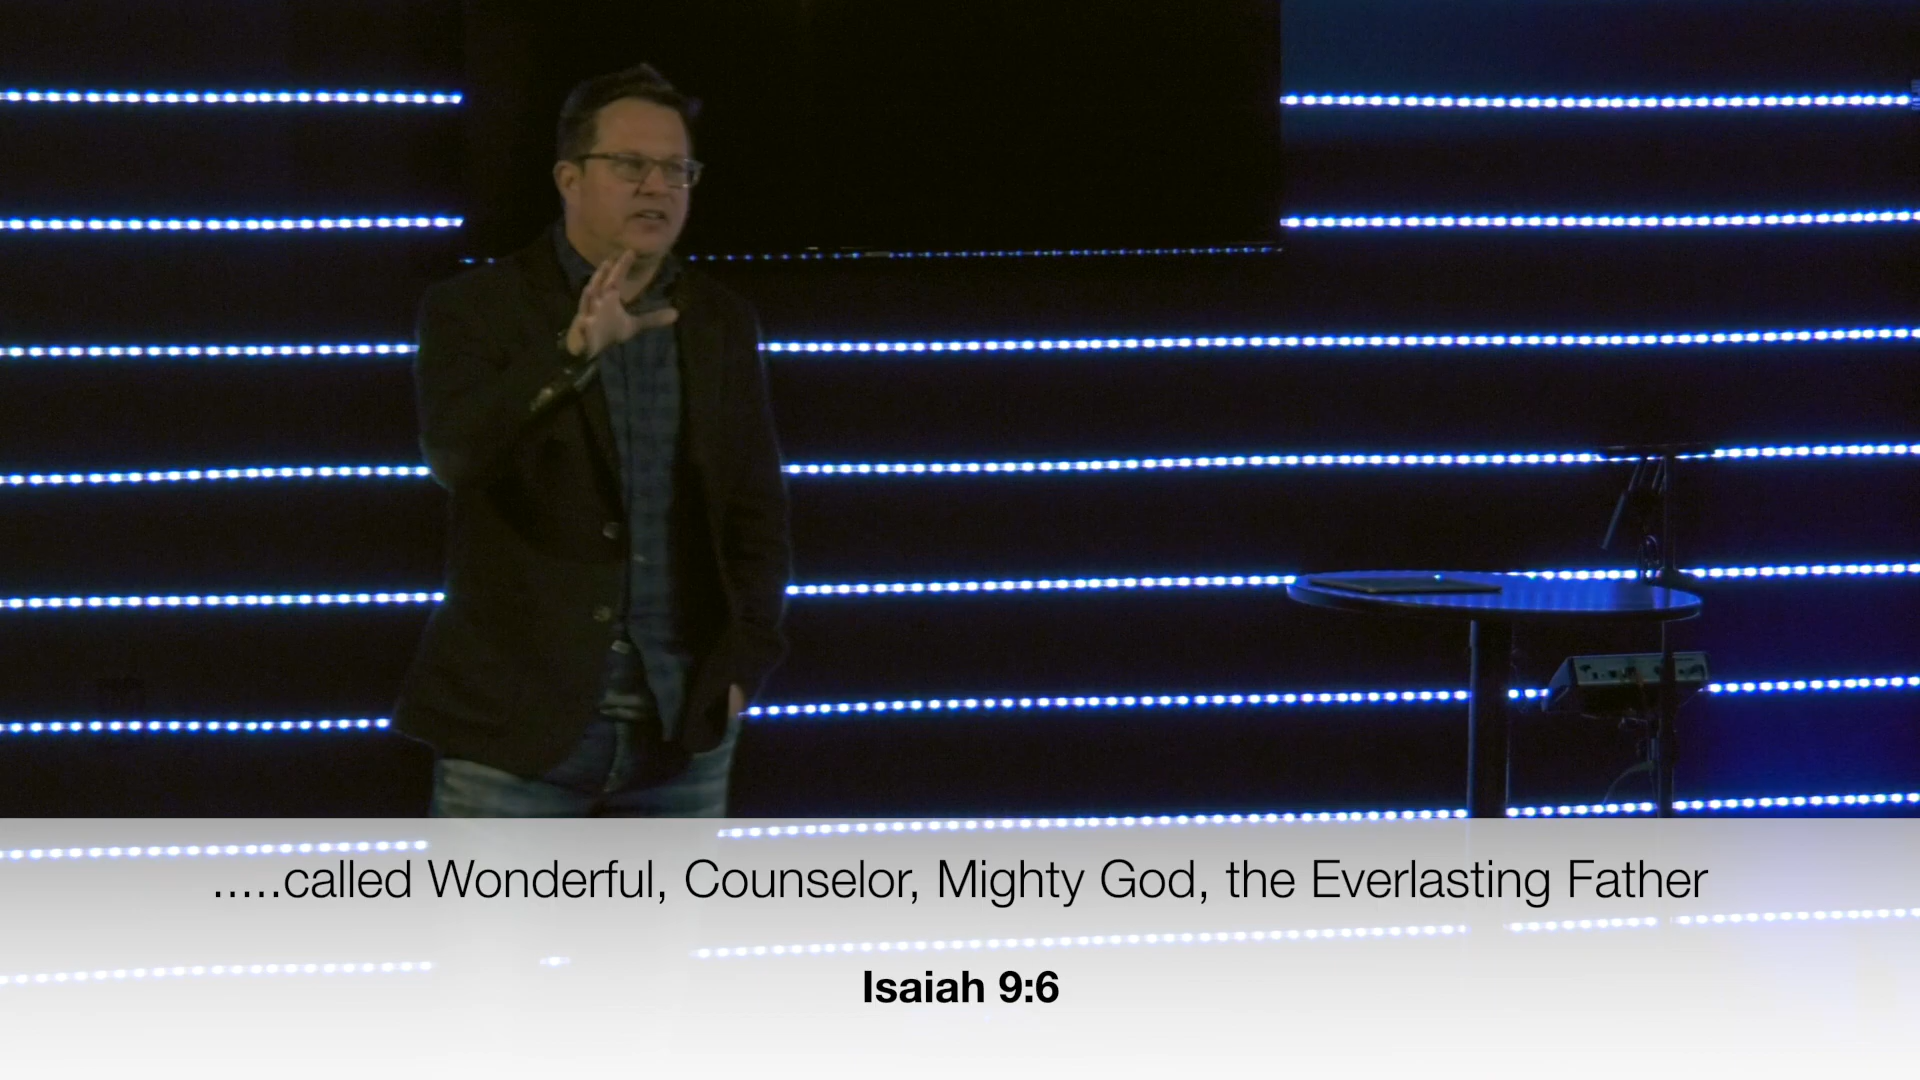 .....called Wonderful, Counselor, Mighty God, the Everlasting Father
Isaiah 9:6